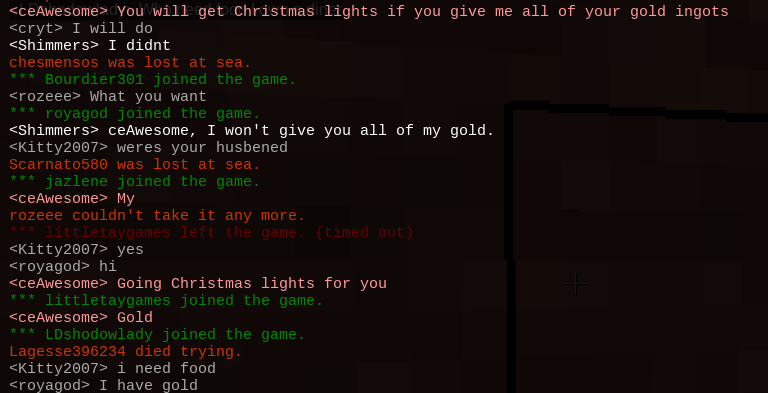 <ceAwesome> You will get Christmas lights if you give me all of your gold ingots
<cryt> I will do
<Shimmers> I didnt
chesmensos was lost at sea.
*** Bourdier301 joined the game.
<rozeee> What you want
*** royagod joined the game.
<Shimmers> ceAwesome, I won't give you all of my gold.
<Kitty2007> weres your husbened
Scarnato580 was lost at sea.
*** jazlene joined the game.
<ceAwesome> My
rozeee couldn't take it any more.
*** littletaygames left the game. (timed out)
<Kitty2007> yes
<royagod> hi
<ceAwesome> Going Christmas lights for you
*** littletaygames joined the game.
<ceAwesome> Gold
*** LDshodowlady joined the game.
Lagesse396234 died trying.
<Kitty2007> i need food
<royagod> I have gold